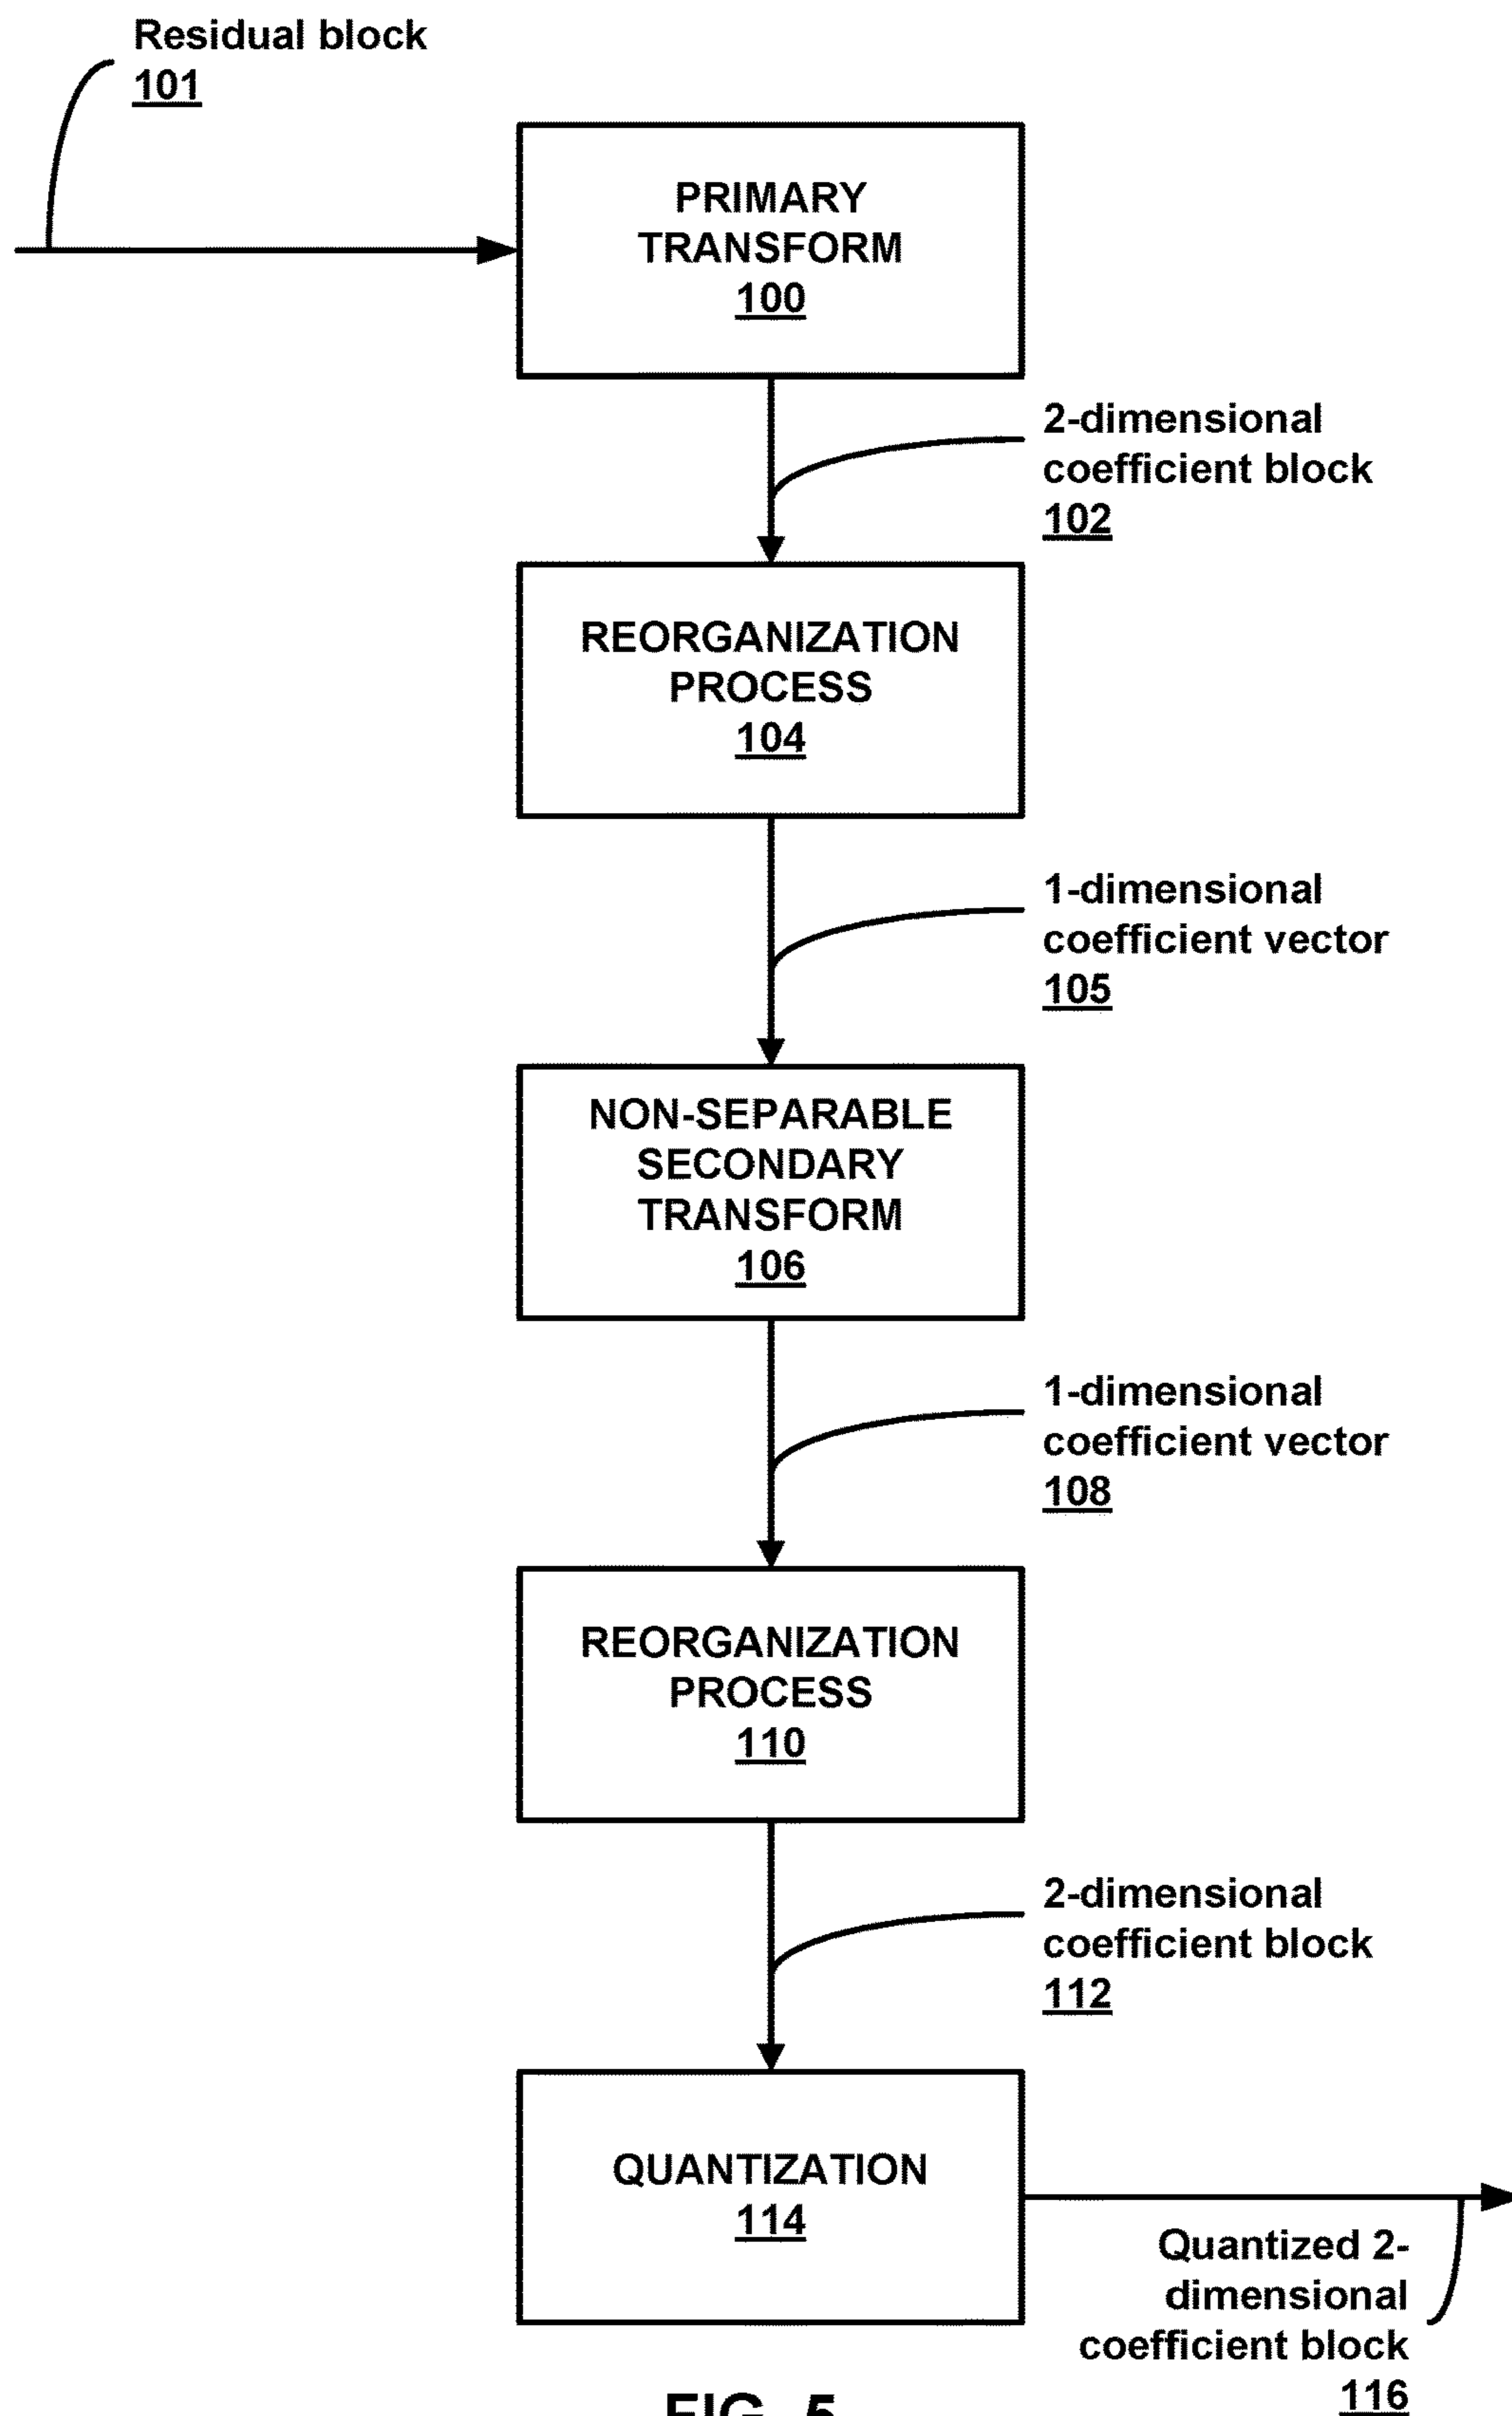 Residual block
101
PRIMARY
TRANSFORM
100
2-dimensional
coefficient block
102
REORGANIZATION
PROCESS
104
1-dimensional
coefficient vector
105
NON-SEPARABLE
SECONDARY
TRANSFORM
106
1-dimensional
coefficient vector
108
REORGANIZATION
PROCESS
110
2-dimensional
coefficient block
112
QUANTIZATION
114
Quantized 2-
dimensional
coefficient block
116
FIG. 5